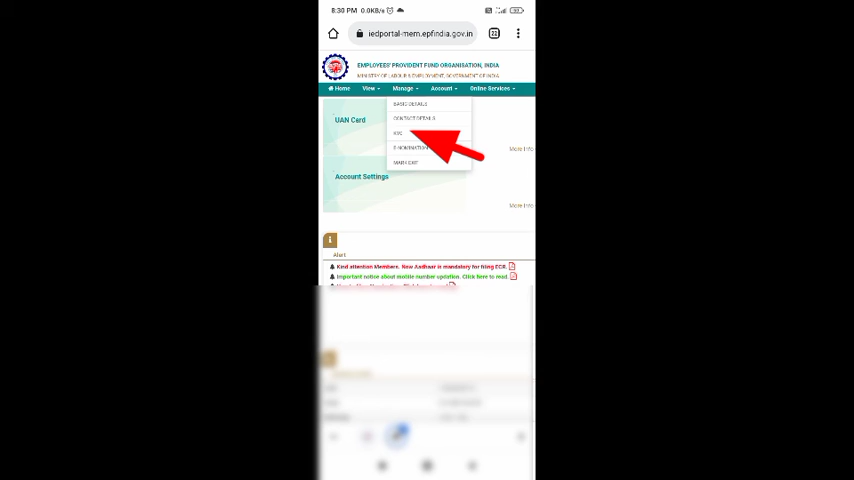 8:30 PM 0.0KB/s
iedportal-mem.epfindia.gov.in
22
EMPLOYEES' PROVIDENT FUND ORGANISATION, INDIA
MINISTRY OF LABOUR & EMPLOYMENT, GOVERNMENT OF INDIA
Home View Manage Account Online Services
BASIC DETAILS
CONTACT DETAILS
KYC
E-NOMINATION
MARK EXIT
UAN Card
More Info
Account Settings
More Info
Alert
Kind attention Members. Now Aadhaar is mandatory for filing ECR.
Important notice about mobile number updation. Click here to read.